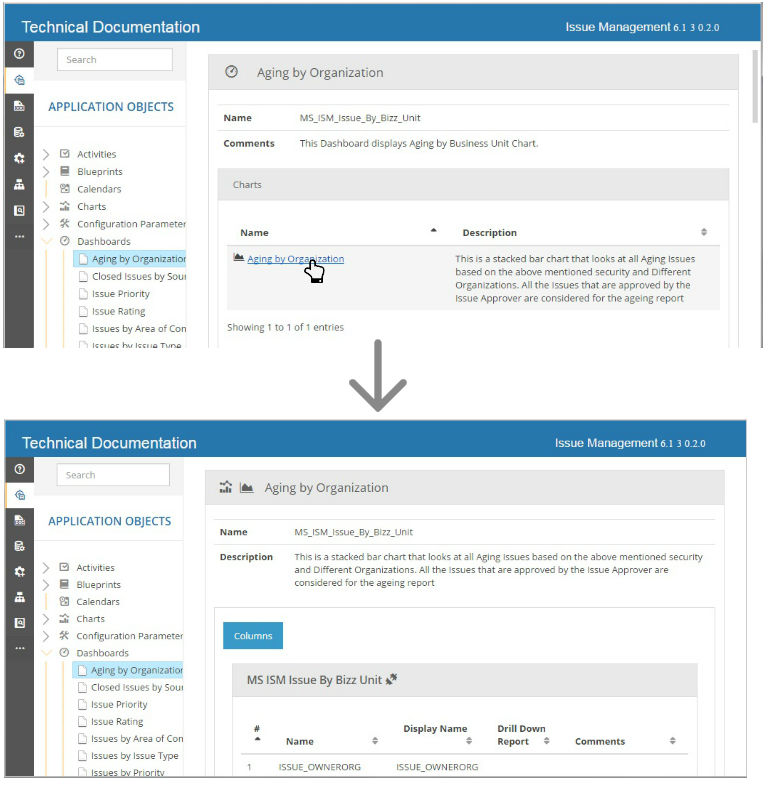 Technical Documentation
Issue Management 6.1 3 0.2.0
Search
APPLICATION OBJECTS
Activities
Blueprints
Calendars
Charts
Configuration Parameter
Dashboards
Aging by Organization
Closed Issues by Sour
Issue Priority
Issue Rating
Issues by Area of Con
Issues by Issue Type
Aging by Organization
Name MS_ISM_Issue_By_Bizz_Unit
Comments This Dashboard displays Aging by Business Unit Chart.
Charts
Name Description
Aging by Organization
This is a stacked bar chart that looks at all Aging Issues
based on the above mentioned security and Different
Organizations. All the Issues that are approved by the
Issue Approver are considered for the ageing report
Showing 1 to 1 of 1 entries
Technical Documentation
Issue Management 6.1 3 0.2.0
Search
APPLICATION OBJECTS
Activities
Blueprints
Calendars
Charts
Configuration Parameter
Dashboards
Aging by Organization
Closed Issues by Sour
Issue Priority
Issue Rating
Issues by Area of Con
Issues by Issue Type
Issues by Priority
Aging by Organization
Name MS_ISM_Issue_By_Bizz_Unit
Description This is a stacked bar chart that looks at all Aging Issues based on the above mentioned security
and Different Organizations. All the Issues that are approved by the Issue Approver are
considered for the ageing report
Columns
MS ISM Issue By Bizz Unit
# Name Display Name Drill Down Report Comments
1 ISSUE_OWNERORG ISSUE_OWNERORG